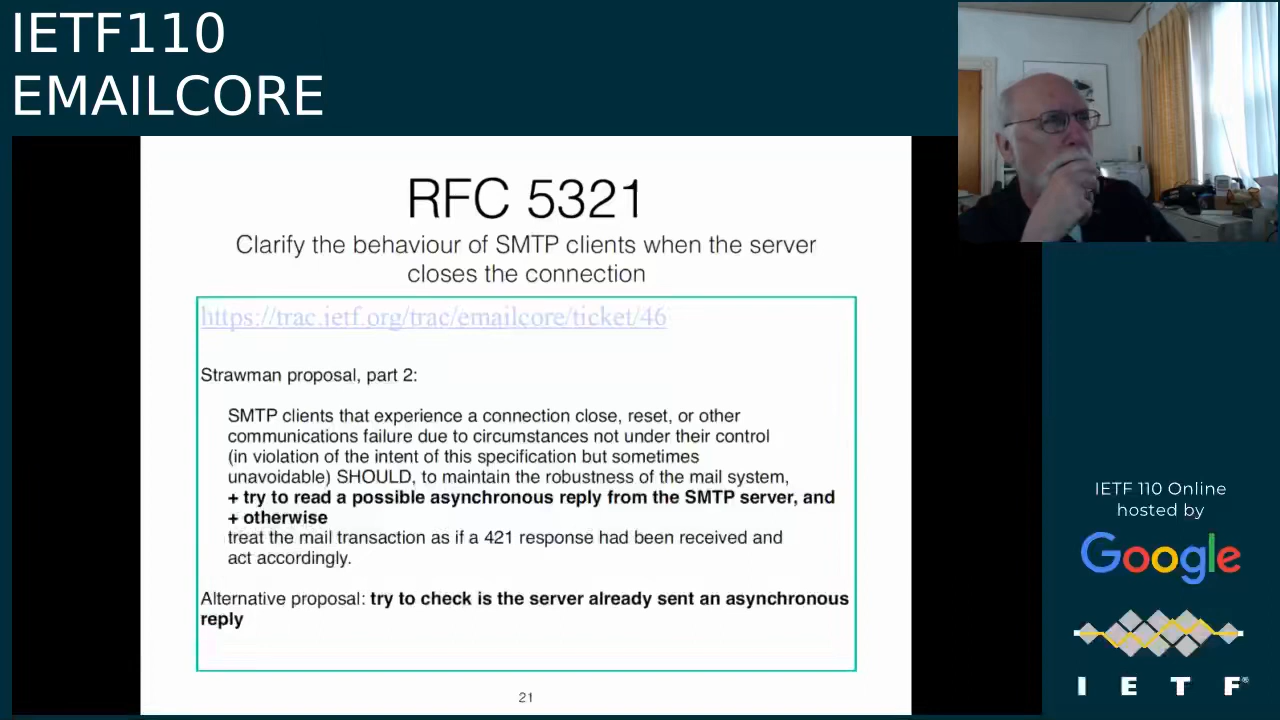 IETF110
EMAILCORE
RFC 5321
Clarify the behaviour of SMTP clients when the server
closes the connection
https://trac.ietf.org/trac/emailcore/ticket/46
Strawman proposal, part 2:
SMTP clients that experience a connection close, reset, or other
communications failure due to circumstances not under their control
(in violation of the intent of this specification but sometimes
unavoidable) SHOULD, to maintain the robustness of the mail system,
+ try to read a possible asynchronous reply from the SMTP server, and
+ otherwise
treat the mail transaction as if a 421 response had been received and
act accordingly.
Alternative proposal: try to check is the server already sent an asynchronous
reply
21
IETF 110 Online
hosted by
Google
I E T F®